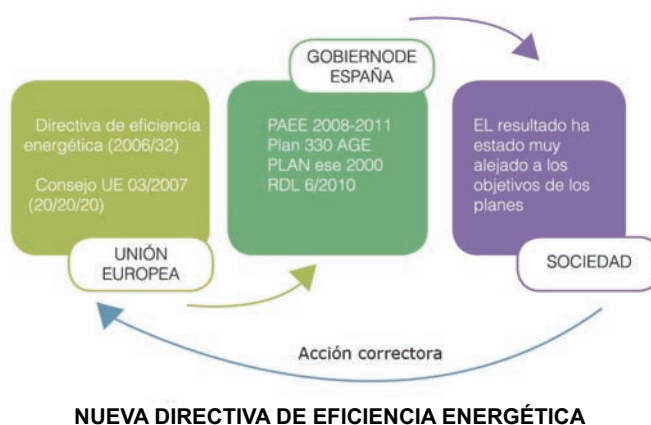 GOBIERNODE
ESPAÑA
Directiva de eficiencia
energética (2006/32)
Consejo UE 03/2007
(20/20/20)
UNIÓN
EUROPEA
PAEE 2008-2011
Plan 330 AGE
PLAN ese 2000
RDL 6/2010
EL resultado ha
estado muy
alejado a los
objetivos de los
planes
SOCIEDAD
Acción correctora
NUEVA DIRECTIVA DE EFICIENCIA ENERGÉTICA